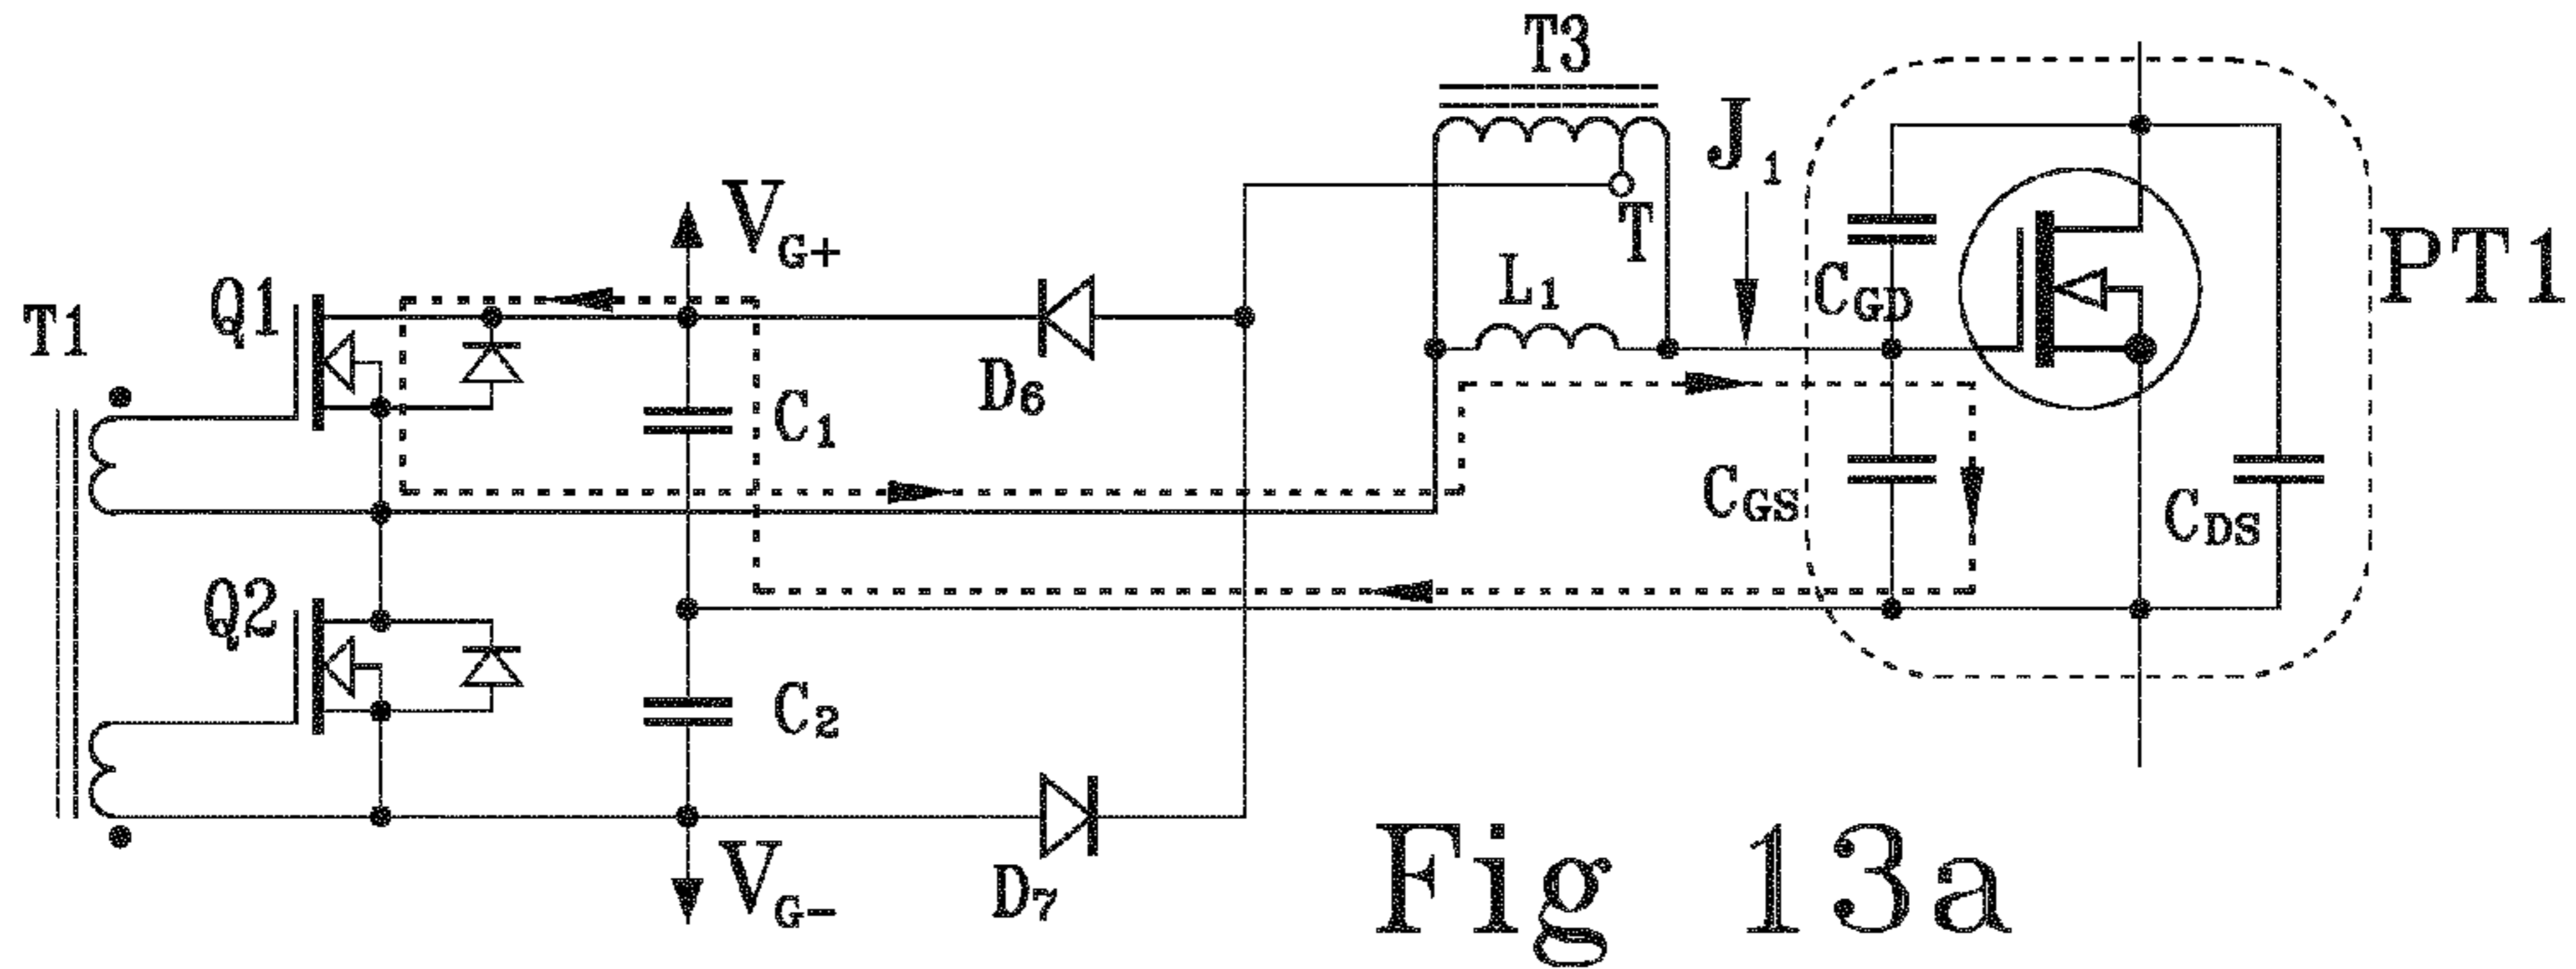 T3
J1
VG+
T
PT1
Q1
L1
CGD
T1
D6
C1
CGS
CDS
Q2
C2
VG-
D7
Fig 13a